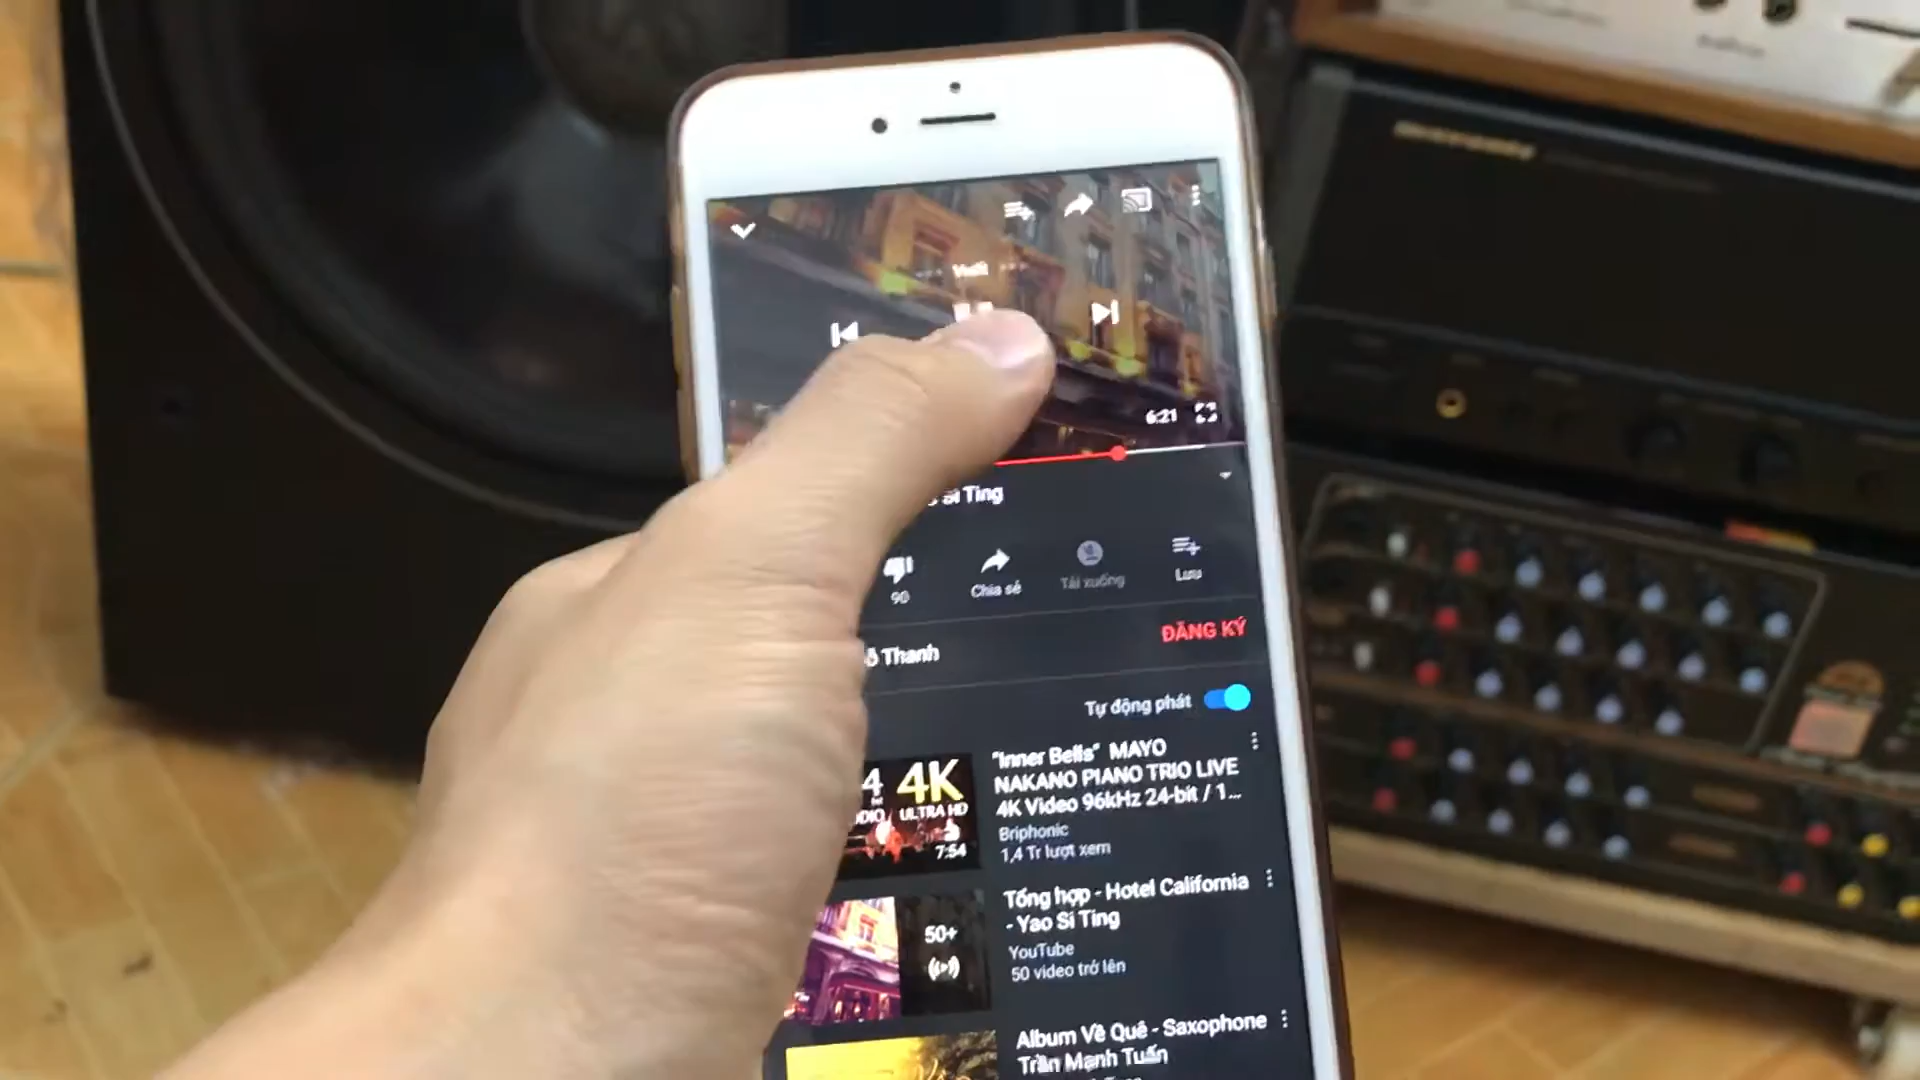 6:21
Si Ting
90
Chia sẻ
Tải xuống
Lưu
Thanh
ĐĂNG KÝ
Tự động phát
4K
ULTRA HD
7:54
"Inner Bells" MAYO
NAKANO PIANO TRIO LIVE
4K Video 96kHz 24-bit / 1...
Briphonic
1,4 Tr lượt xem
50+
Tổng hợp - Hotel California
- Yao Si Ting
YouTube
50 video trở lên
Album Về Quê - Saxophone
Trần Mạnh Tuấn